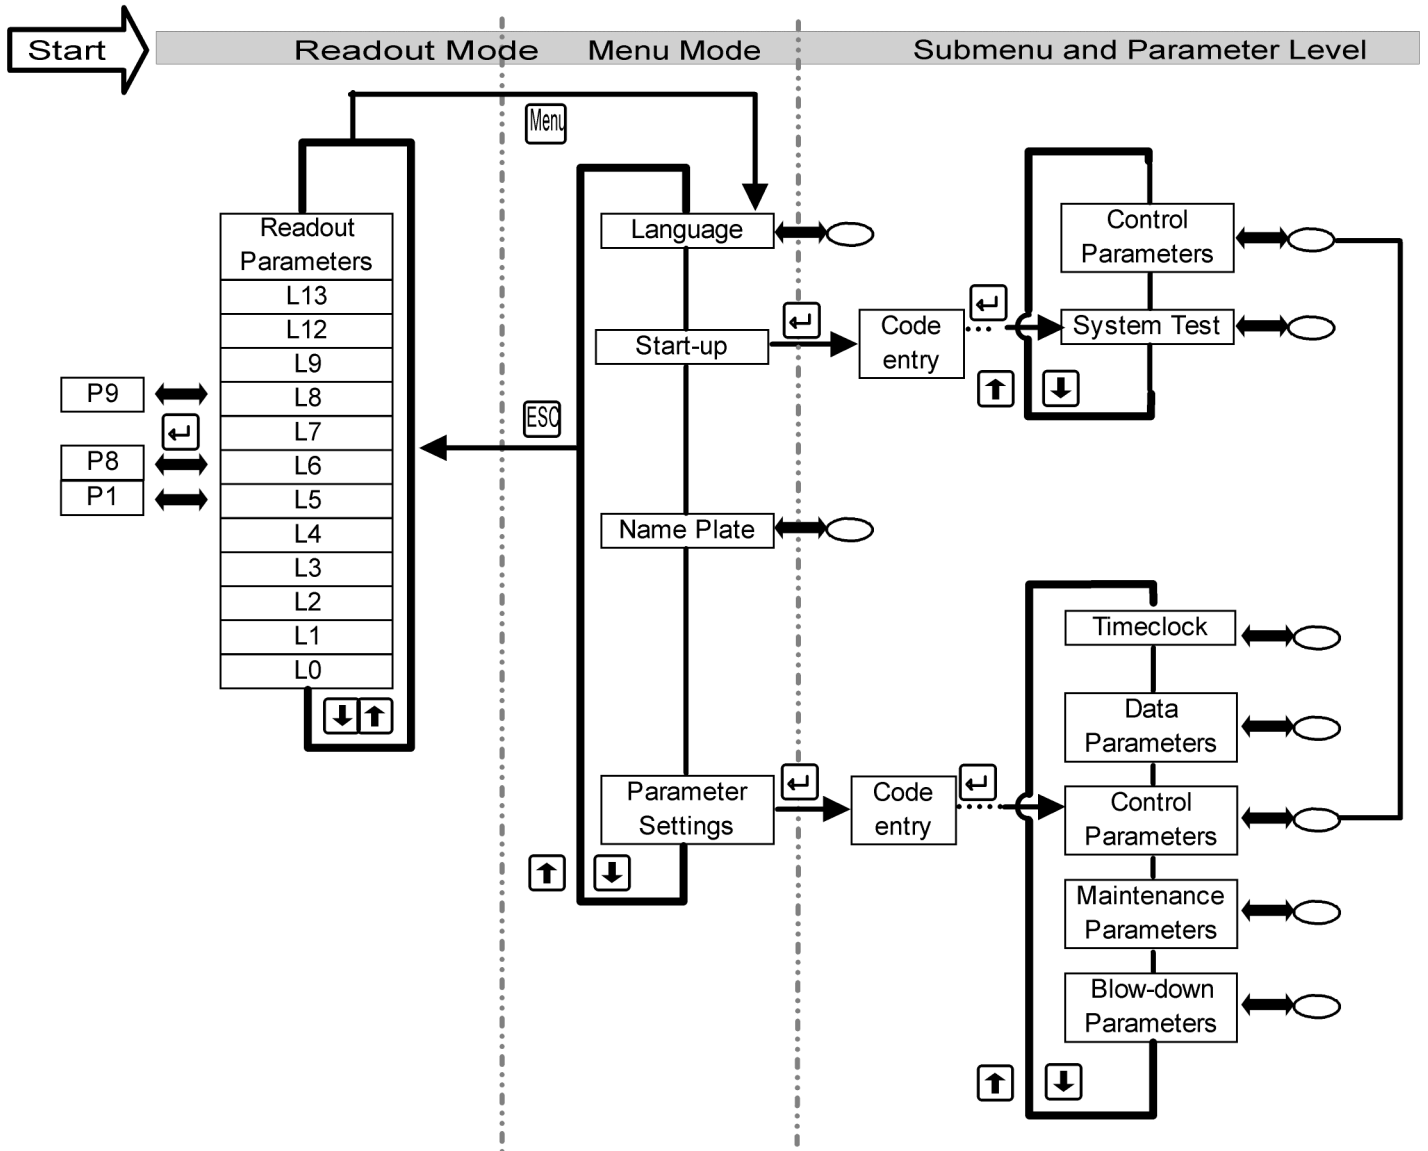 Start
Readout Mode
Menu Mode
Submenu and Parameter Level
Menu
Readout
Parameters
L13
L12
L9
L8
L7
L6
L5
L4
L3
L2
L1
L0
P9
P8
P1
ESC
Language
Start-up
Name Plate
Parameter
Settings
Code
entry
Control
Parameters
System Test
Code
entry
Timeclock
Data
Parameters
Control
Parameters
Maintenance
Parameters
Blow-down
Parameters